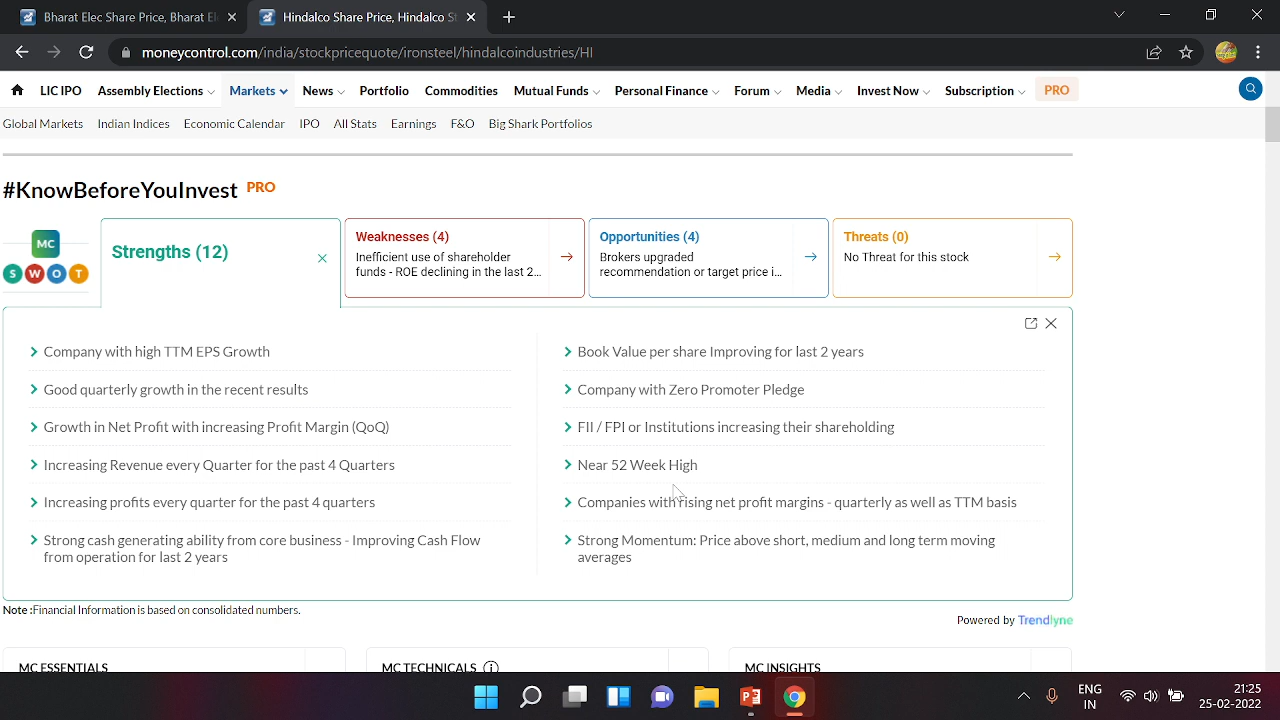 Bharat Elec Share Price, Bharat El
Hindalco Share Price, Hindalco St
moneycontrol.com/india/stockpricequote/ironsteel/hindalcoindustries/HI
LIC IPO Assembly Elections Markets News Portfolio Commodities Mutual Funds Personal Finance Forum Media Invest Now Subscription PRO
Global Markets Indian Indices Economic Calendar IPO All Stats Earnings F&O Big Shark Portfolios
#KnowBeforeYouInvest PRO
MC
S W O T
Strengths (12)
Weaknesses (4)
Inefficient use of shareholder
funds - ROE declining in the last 2...
Opportunities (4)
Brokers upgraded
recommendation or target price i...
Threats (0)
No Threat for this stock
Company with high TTM EPS Growth
Good quarterly growth in the recent results
Growth in Net Profit with increasing Profit Margin (QoQ)
Increasing Revenue every Quarter for the past 4 Quarters
Increasing profits every quarter for the past 4 quarters
Strong cash generating ability from core business - Improving Cash Flow
from operation for last 2 years
Book Value per share Improving for last 2 years
Company with Zero Promoter Pledge
FII / FPI or Institutions increasing their shareholding
Near 52 Week High
Companies with rising net profit margins - quarterly as well as TTM basis
Strong Momentum: Price above short, medium and long term moving
averages
Note :Financial Information is based on consolidated numbers.
Powered by Trendlyne
MC ESSENTIALS
MC TECHNICALS
MC INSIGHTS
ENG
IN
21:25
25-02-2022